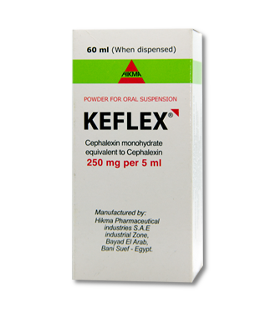 60 ml (When dispensed)
HIKMA
POWDER FOR ORAL SUSPENSION
KEFLEX®
Cephalexin monohydrate
equivalent to Cephalexin
250 mg per 5 ml
Manufactured by:
Hikma Pharmaceutical
industries S.A.E
industrial Zone,
Bayad El Arab,
Bani Suef - Egypt.